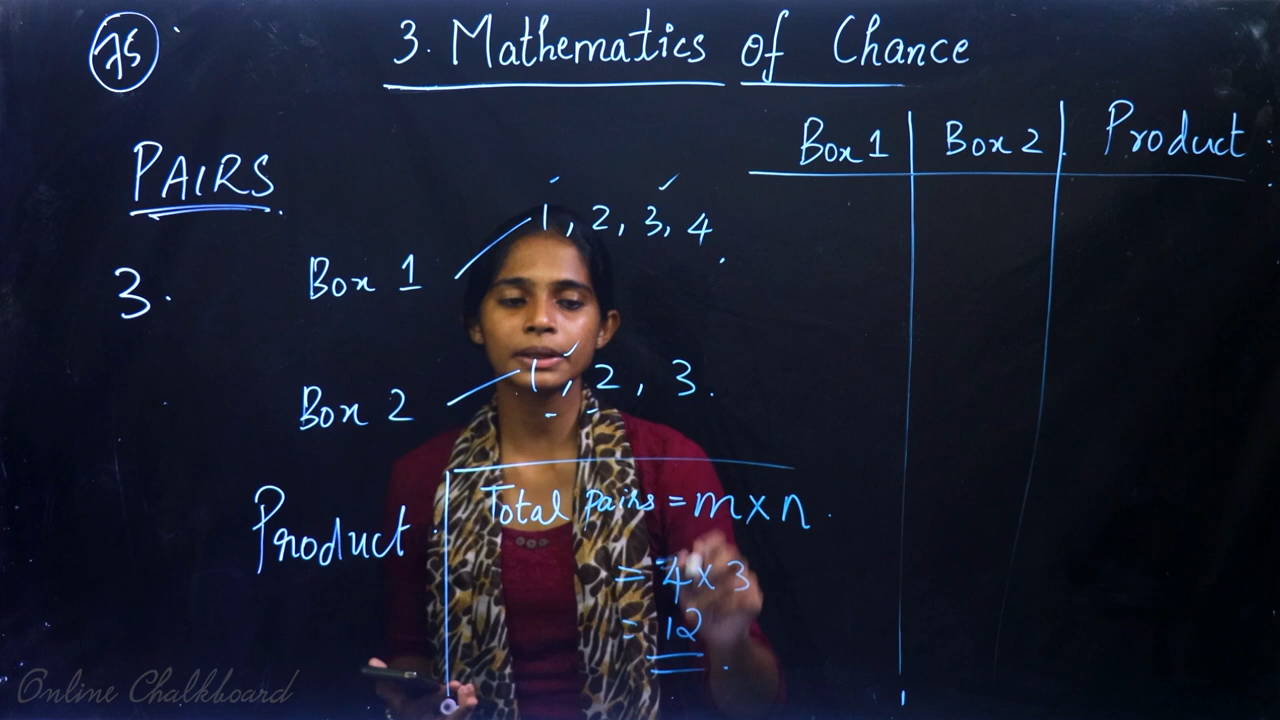 75
3. Mathematics of Chance
PAIRS
3.
Box 1
1, 2, 3, 4
Box 2
1, 2, 3.
Product
Total pairs = m x n
= 4 x 3
= 12
Box 1 Box 2 Product
Online Chalkboard